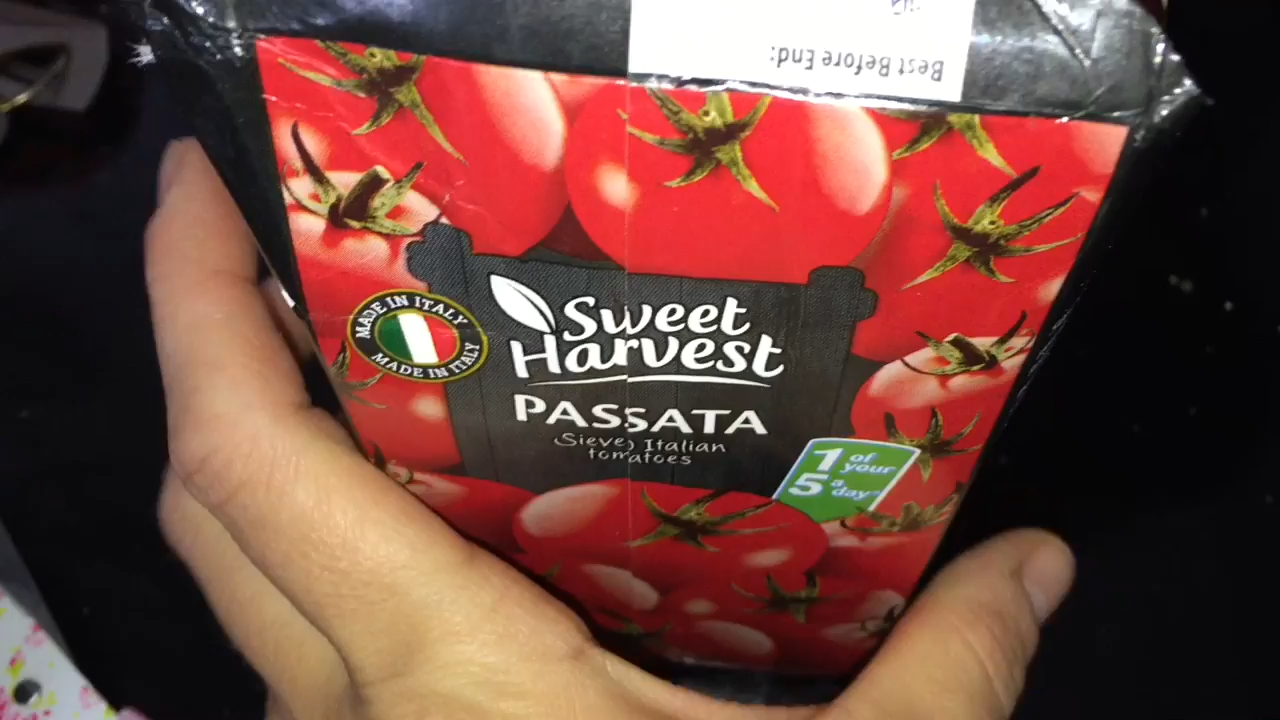 Best Before End:
MADE IN ITALY
MADE IN ITALY
Sweet
Harvest
PASSATA
Italian
tomatoes
1 of
your
5 a
day